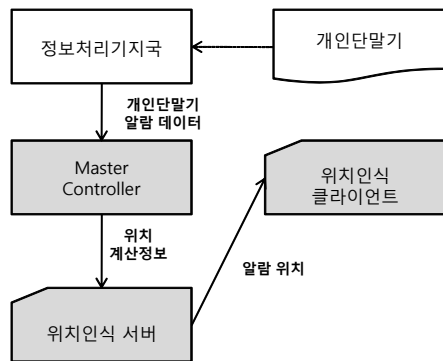 정보처리기지국
개인단말기
개인단말기
알람 데이터
Master
Controller
위치인식
클라이언트
위치
계산정보
알람 위치
위치인식 서버